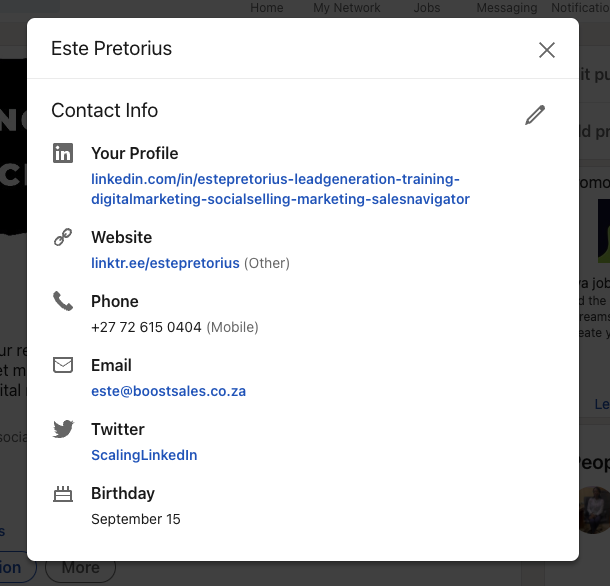 Home My Network Jobs Messaging Notificatio
Este Pretorius
Contact Info
Your Profile
linkedin.com/in/estepretorius-leadgeneration-training-
digitalmarketing-socialselling-marketing-salesnavigator
Website
linktr.ee/estepretorius (Other)
Phone
+27 72 615 0404 (Mobile)
Email
este@boostsales.co.za
Twitter
ScalingLinkedIn
Birthday
September 15
More